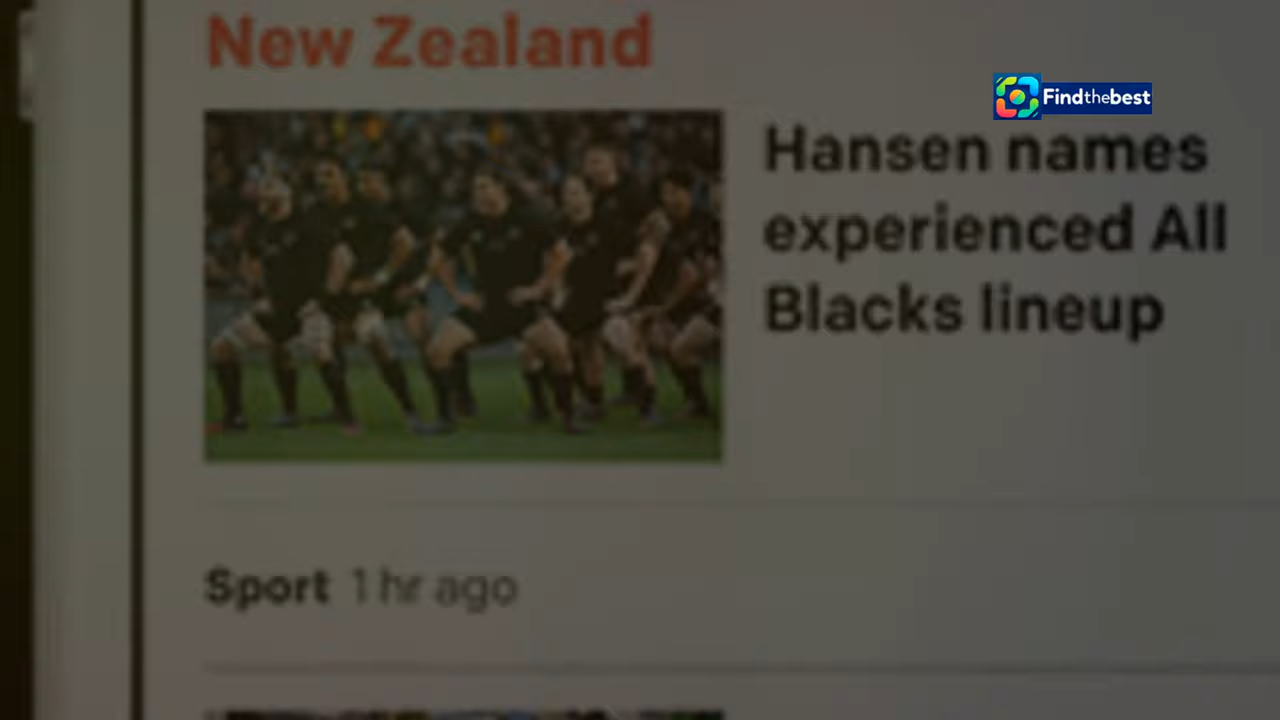 New Zealand
Findthebest
Hansen names
experienced All
Blacks lineup
Sport 1 hr ago